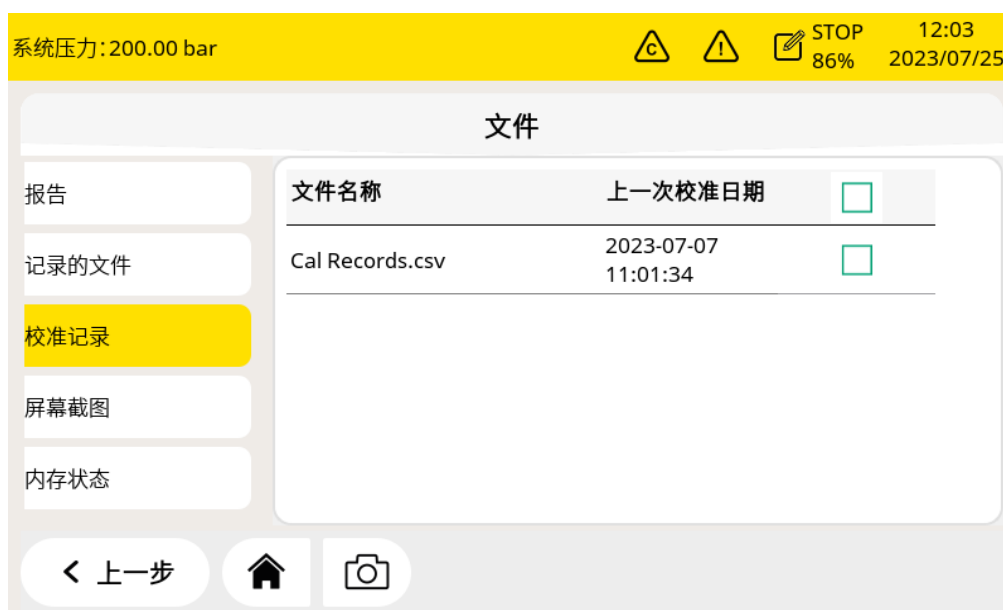 系统压力：200.00 bar
STOP
86%
12:03
2023/07/25
文件
报告
记录的文件
校准记录
屏幕截图
内存状态
文件名称 上一次校准日期
Cal Records.csv
2023-07-07
11:01:34
上一步